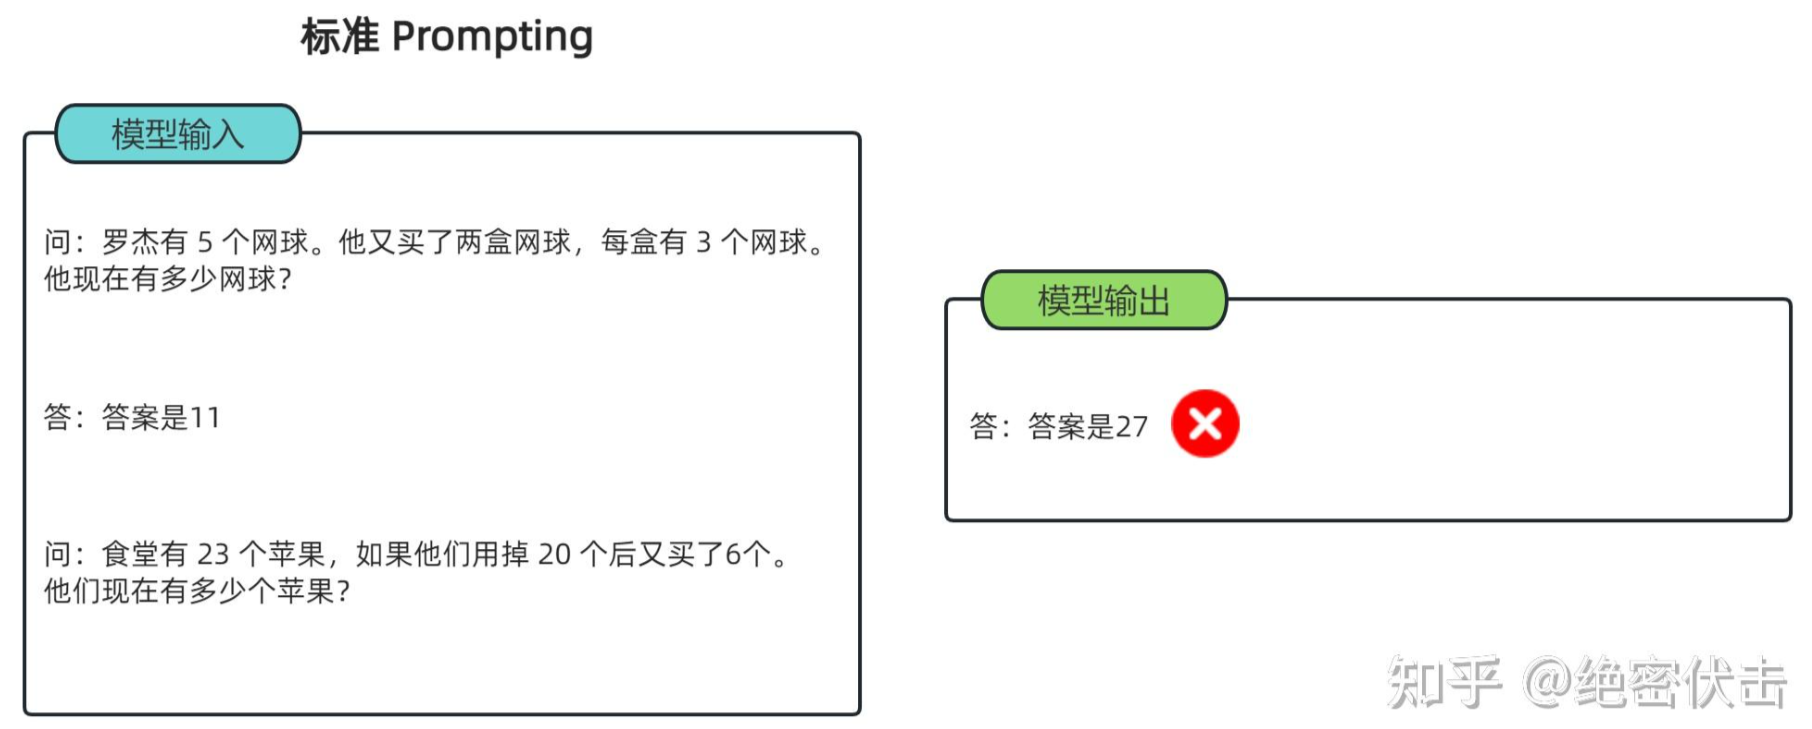 标准 Prompting
模型输入
问：罗杰有 5 个网球。他又买了两盒网球，每盒有 3 个网球。
他现在有多少网球？
答：答案是11
问：食堂有 23 个苹果，如果他们用掉 20 个后又买了6个。
他们现在有多少个苹果？
模型输出
答：答案是27
知乎 @绝密伏击